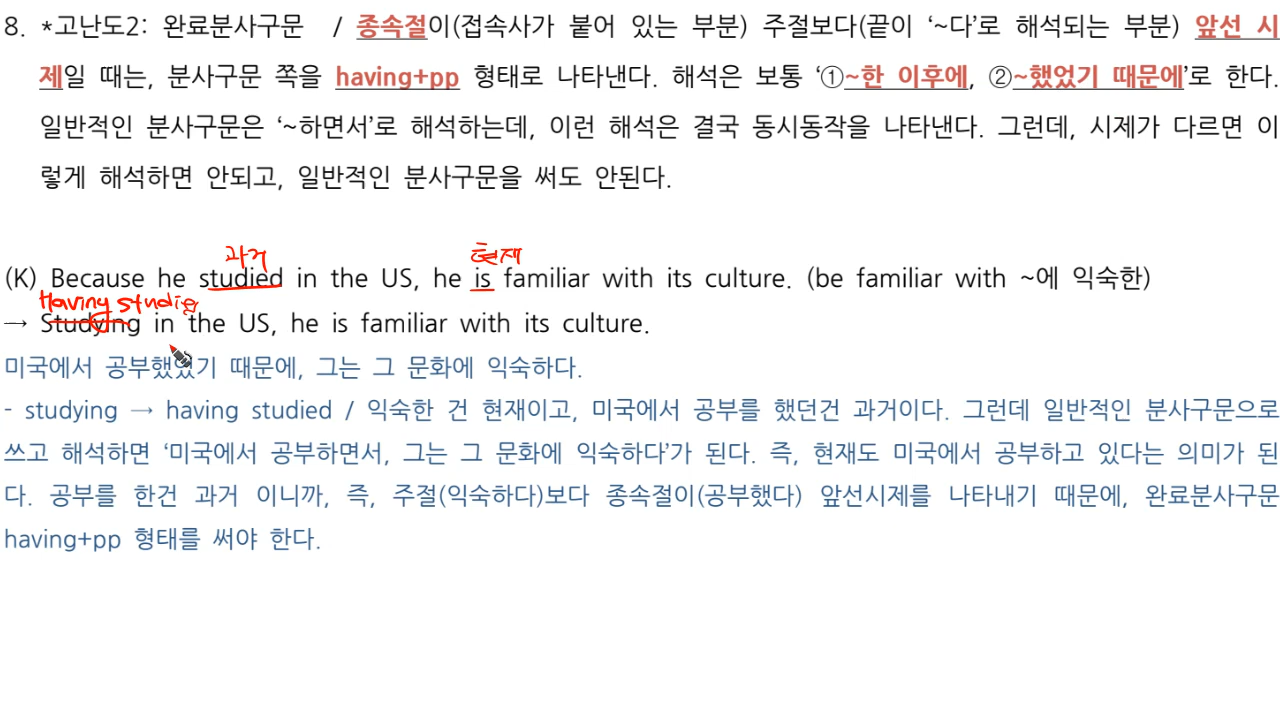 8. *고난도2: 완료분사구문 / 종속절이(접속사가 붙어 있는 부분) 주절보다(끝이 '~다'로 해석되는 부분) 앞선 시
제일 때는, 분사구문 쪽을 having+pp 형태로 나타낸다. 해석은 보통 '①~한 이후에, ②~했었기 때문에'로 한다.
일반적인 분사구문은 '~하면서'로 해석하는데, 이런 해석은 결국 동시동작을 나타낸다. 그런데, 시제가 다르면 이
렇게 해석하면 안되고, 일반적인 분사구문을 써도 안된다.
과거 현재
(K) Because he studied in the US, he is familiar with its culture. (be familiar with ~에 익숙한)
Having studie
→ Studying in the US, he is familiar with its culture.
미국에서 공부했었기 때문에, 그는 그 문화에 익숙하다.
- studying → having studied / 익숙한 건 현재이고, 미국에서 공부를 했던건 과거이다. 그런데 일반적인 분사구문으로
쓰고 해석하면 '미국에서 공부하면서, 그는 그 문화에 익숙하다'가 된다. 즉, 현재도 미국에서 공부하고 있다는 의미가 된
다. 공부를 한건 과거 이니까, 즉, 주절(익숙하다)보다 종속절이(공부했다) 앞선시제를 나타내기 때문에, 완료분사구문
having+pp 형태를 써야 한다.